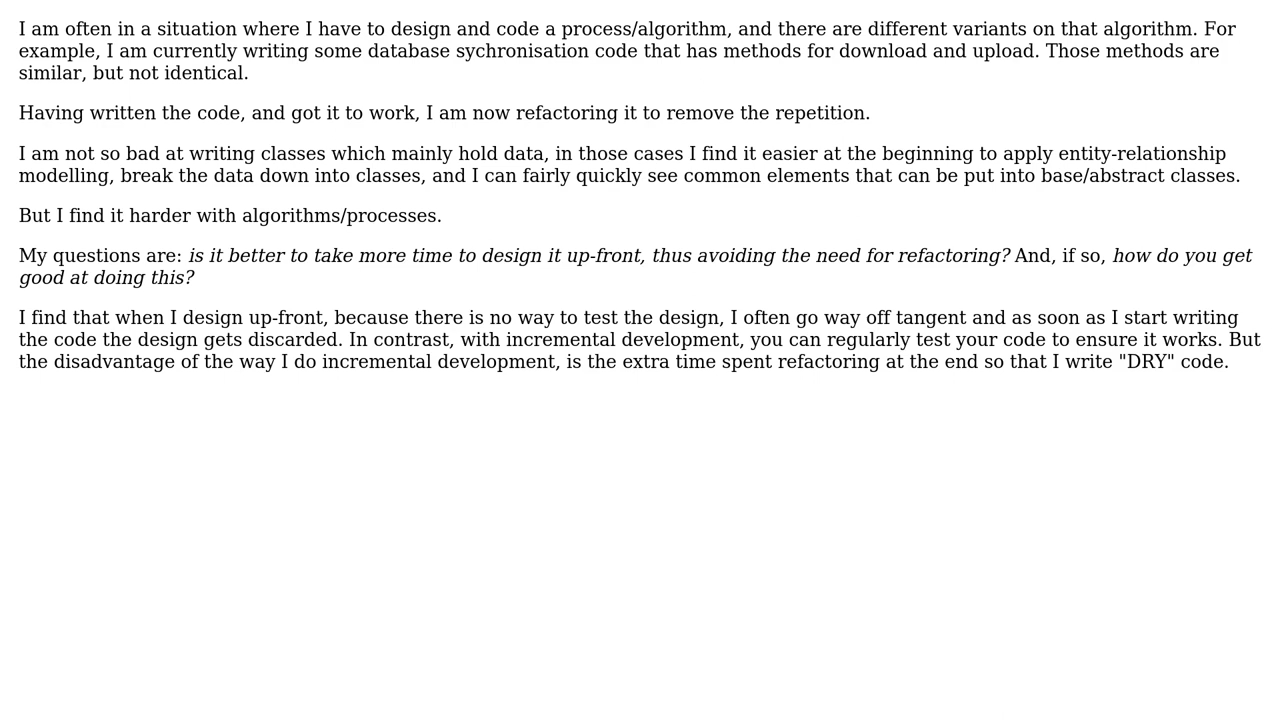 I am often in a situation where I have to design and code a process/algorithm, and there are different variants on that algorithm. For
example, I am currently writing some database sychronisation code that has methods for download and upload. Those methods are
similar, but not identical.
Having written the code, and got it to work, I am now refactoring it to remove the repetition.
I am not so bad at writing classes which mainly hold data, in those cases I find it easier at the beginning to apply entity-relationship
modelling, break the data down into classes, and I can fairly quickly see common elements that can be put into base/abstract classes.
But I find it harder with algorithms/processes.
My questions are: is it better to take more time to design it up-front, thus avoiding the need for refactoring? And, if so, how do you get
good at doing this?
I find that when I design up-front, because there is no way to test the design, I often go way off tangent and as soon as I start writing
the code the design gets discarded. In contrast, with incremental development, you can regularly test your code to ensure it works. But
the disadvantage of the way I do incremental development, is the extra time spent refactoring at the end so that I write "DRY" code.